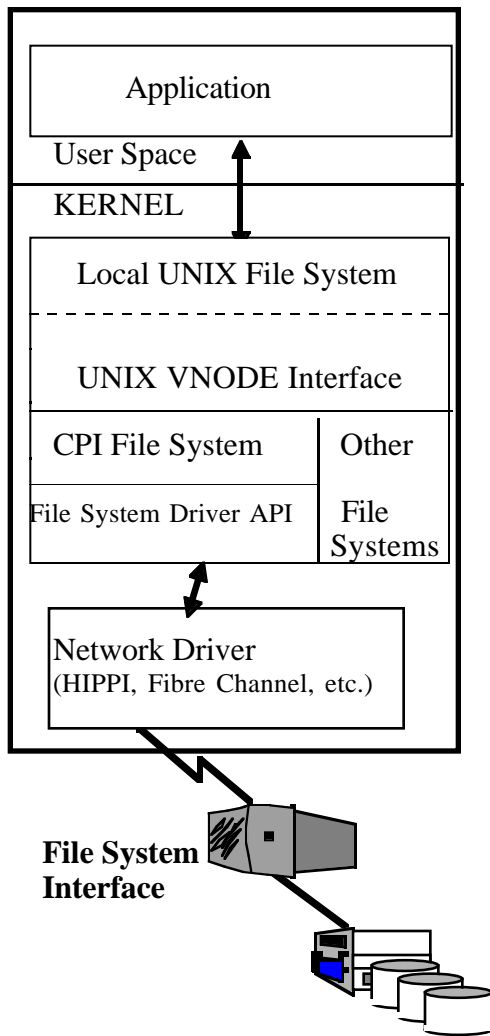 Application
User Space
KERNEL
Local UNIX File System
UNIX VNODE Interface
CPI File System
File System Driver API
Other
File
Systems
Network Driver
(HIPPI, Fibre Channel, etc.)
File System
Interface